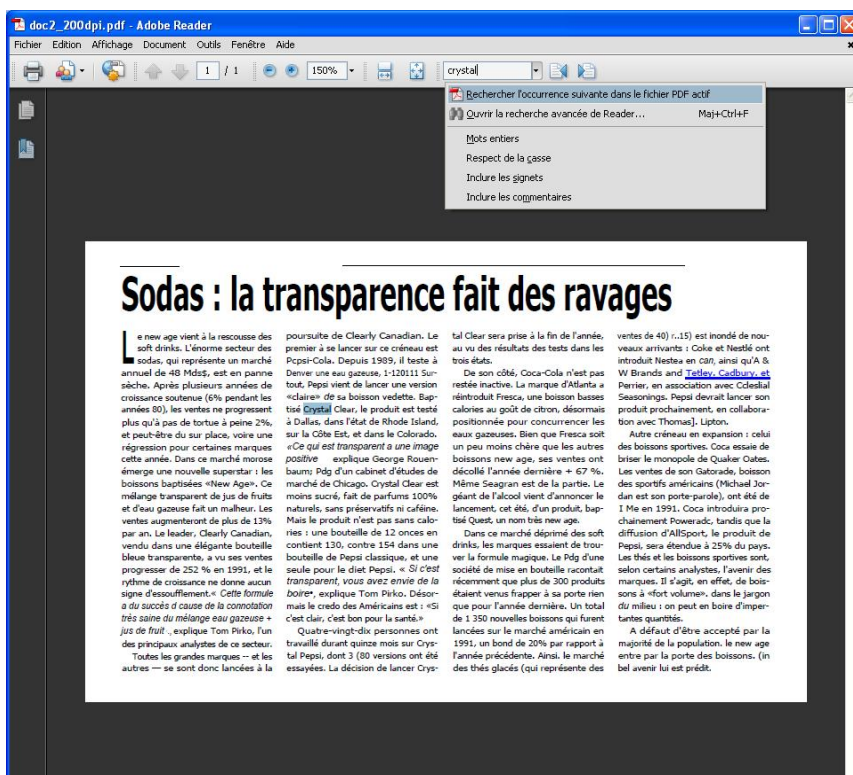 doc2_200dpi.pdf - Adobe Reader
Fichier Edition Affichage Document Outils Fenêtre Aide
1 / 1 150% crystal
Rechercher l'occurrence suivante dans le fichier PDF actif
Ouvrir la recherche avancée de Reader... Maj+Ctrl+F
Mots entiers
Respect de la casse
Inclure les signets
Inclure les commentaires
Sodas : la transparence fait des ravages
Le new age vient à la rescousse des
soft drinks. L'énorme secteur des
sodas, qui représente un marché
annuel de 48 Mds$, est en panne
sèche. Après plusieurs années de
croissance soutenue (6% pendant les
années 80), les ventes ne progressent
plus qu'à pas de tortue à peine 2%,
et peut-être du sur place, voire une
régression pour certaines marques
cette année. Dans ce marché morose
émerge une nouvelle superstar : les
boissons baptisées «New Age». Ce
mélange transparent de jus de fruits
et d'eau gazeuse fait un malheur. Les
ventes augmenteront de plus de 13%
par an. Le leader, Clearly Canadian,
vendu dans une élégante bouteille
bleue transparente, a vu ses ventes
progresser de 252 % en 1991, et le
rythme de croissance ne donne aucun
signe d'essoufflement.« Cette formule
a du succès d cause de la connotation
très saine du mélange eau gazeuse +
jus de fruit ., explique Tom Pirko, l'un
des principaux analystes de ce secteur.
Toutes les grandes marques -- et les
autres — se sont donc lancées à la
poursuite de Clearly Canadian. Le
premier à se lancer sur ce créneau est
Pcpsi-Cola. Depuis 1989, il teste à
Denver une eau gazeuse, 1-120111 Sur-
tout, Pepsi vient de lancer une version
«claire» de sa boisson vedette. Bap-
tisé Crystal Clear, le produit est testé
à Dallas, dans l'état de Rhode Island,
sur la Côte Est, et dans le Colorado.
«Ce qui est transparent a une image
positive explique George Rouen-
baum; Pdg d'un cabinet d'études de
marché de Chicago. Crystal Clear est
moins sucré, fait de parfums 100%
naturels, sans préservatifs ni caféine.
Mais le produit n'est pas sans calo-
ries : une bouteille de 12 onces en
contient 130, contre 154 dans une
bouteille de Pepsi classique, et une
seule pour le diet Pepsi. « Si c'est
transparent, vous avez envie de la
boire•, explique Tom Pirko. Désor-
mais le credo des Américains est : «Si
c'est clair, c'est bon pour la santé.»
Quatre-vingt-dix personnes ont
travaillé durant quinze mois sur Crys-
tal Pepsi, dont 3 (80 versions ont été
essayées. La décision de lancer Crys-
tal Clear sera prise à la fin de l'année,
au vu des résultats des tests dans les
trois états.
De son côté, Coca-Cola n'est pas
restée inactive. La marque d'Atlanta a
réintroduit Fresca, une boisson basses
calories au goût de citron, désormais
positionnée pour concurrencer les
eaux gazeuses. Bien que Fresca soit
un peu moins chère que les autres
boissons new age, ses ventes ont
décollé l'année dernière + 67 %.
Même Seagran est de la partie. Le
géant de l'alcool vient d'annoncer le
lancement, cet été, d'un produit, bap-
tisé Quest, un nom très new age.
Dans ce marché déprimé des soft
drinks, les marques essaient de trou-
ver la formule magique. Le Pdg d'une
société de mise en bouteille racontait
récemment que plus de 300 produits
étaient venus frapper à sa porte rien
que pour l'année dernière. Un total
de 1 350 nouvelles boissons qui furent
lancées sur le marché américain en
1991, un bond de 20% par rapport à
l'année précédente. Ainsi. le marché
des thés glacés (qui représente des
ventes de 40) r..15) est inondé de nou-
veaux arrivants : Coke et Nestlé ont
introduit Nestea en can, ainsi qu'A &
W Brands and Tetley. Cadbury. et
Perrier, en association avec Cdeslial
Seasonings. Pepsi devrait lancer son
produit prochainement, en collabora-
tion avec Thomas]. Lipton.
Autre créneau en expansion : celui
des boissons sportives. Coca essaie de
briser le monopole de Quaker Oates.
Les ventes de son Gatorade, boisson
des sportifs américains (Michael Jor-
dan est son porte-parole), ont été de
I Me en 1991. Coca introduira pro-
chainement Poweradc, tandis que la
diffusion d'AllSport, le produit de
Pepsi, sera étendue à 25% du pays.
Les thés et les boissons sportives sont,
selon certains analystes, l'avenir des
marques. Il s'agit, en effet, de bois-
sons à «fort volume». dans le jargon
du milieu : on peut en boire d'imper-
tantes quantités.
A défaut d'être accepté par la
majorité de la population. le new age
entre par la porte des boissons. (in
bel avenir lui est prédit.